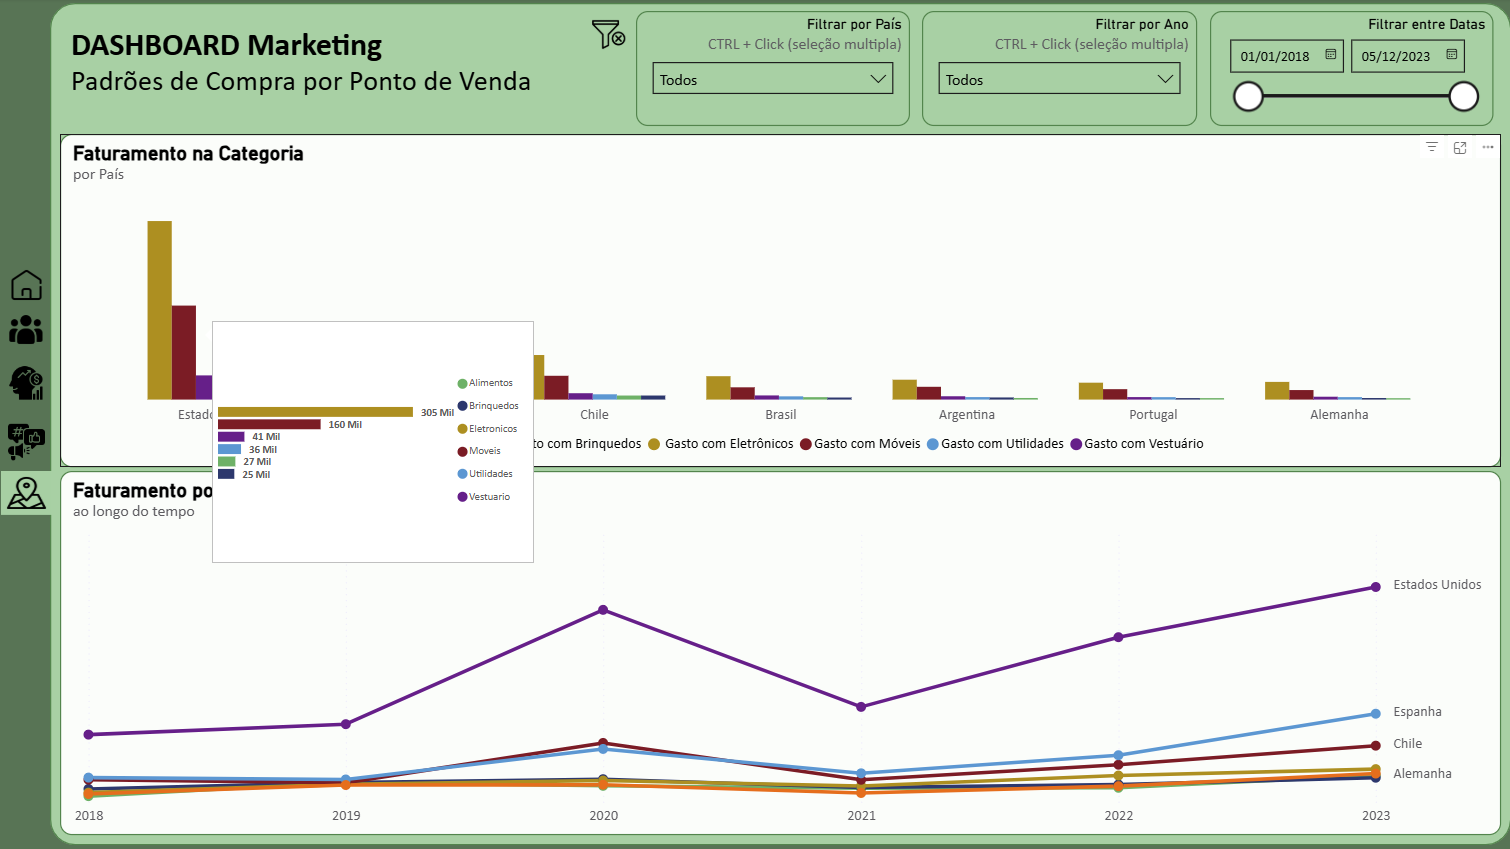 DASHBOARD Marketing
Padrões de Compra por Ponto de Venda
Filtrar por País
CTRL + Click (seleção multipla)
Todos
Filtrar por Ano
CTRL + Click (seleção multipla)
Todos
Filtrar entre Datas
01/01/2018
05/12/2023
Faturamento na Categoria
por País
Estad
Chile
Brasil
Argentina
Portugal
Alemanha
to com Brinquedos
Gasto com Eletrônicos
Gasto com Móveis
Gasto com Utilidades
Gasto com Vestuário
305 Mil
160 Mil
41 Mil
36 Mil
27 Mil
25 Mil
Alimentos
Brinquedos
Eletronicos
Moveis
Utilidades
Vestuario
Faturamento po
ao longo do tempo
Estados Unidos
Espanha
Chile
Alemanha
2018
2019
2020
2021
2022
2023